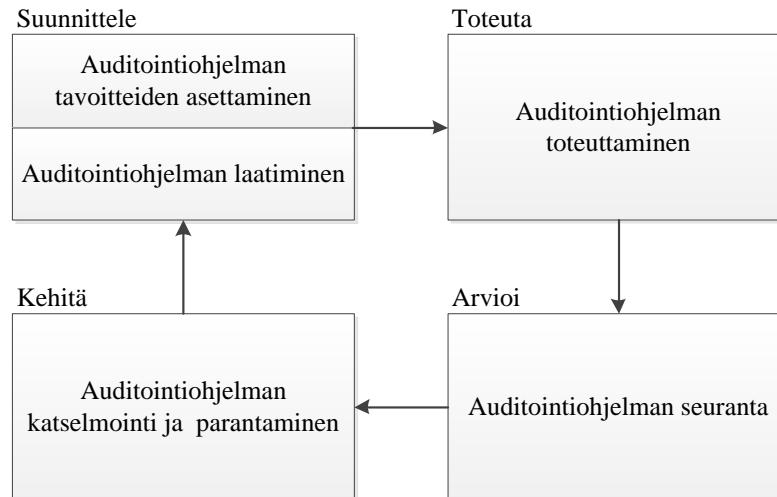 Suunnittele
Auditointiohjelman
tavoitteiden asettaminen
Auditointiohjelman laatiminen
Toteuta
Auditointiohjelman
toteuttaminen
Kehitä
Auditointiohjelman
katselmointi ja  parantaminen
Arvioi
Auditointiohjelman seuranta